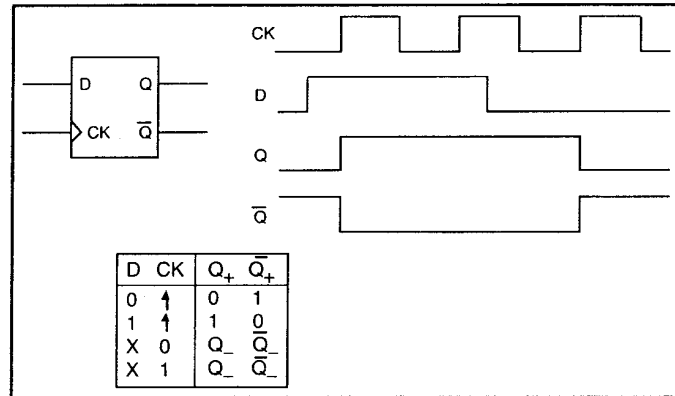 CK
D Q
D
CK Q̅
Q
Q̅
D CK Q₊ Q̅₊
0 ↑ 0 1
1 ↑ 1 0
X 0 Q₋ Q̅₋
X 1 Q₋ Q̅₋